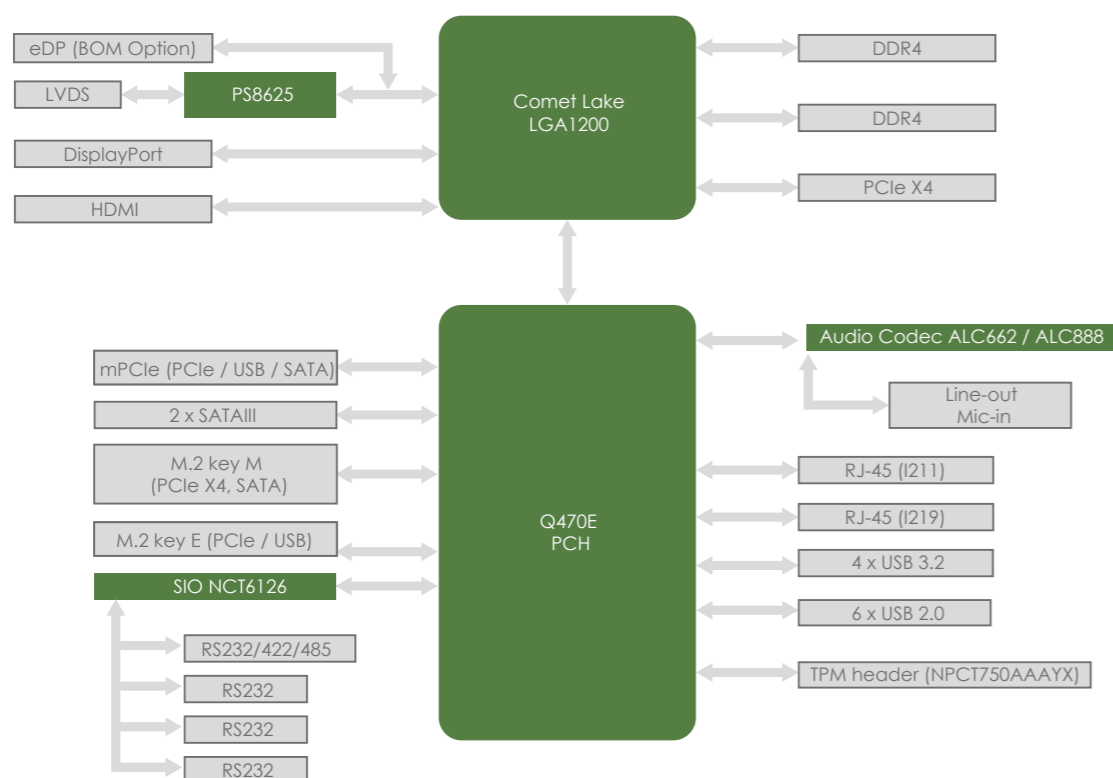 eDP (BOM Option)
LVDS
PS8625
DisplayPort
HDMI
Comet Lake
LGA1200
DDR4
DDR4
PCIe X4
mPCIe (PCIe / USB / SATA)
2 x SATAIII
M.2 key M
(PCIe X4, SATA)
M.2 key E (PCIe / USB)
SIO NCT6126
RS232/422/485
RS232
RS232
RS232
Q470E
PCH
Audio Codec ALC662 / ALC888
Line-out
Mic-in
RJ-45 (I211)
RJ-45 (I219)
4 x USB 3.2
6 x USB 2.0
TPM header (NPCT750AAAYX)